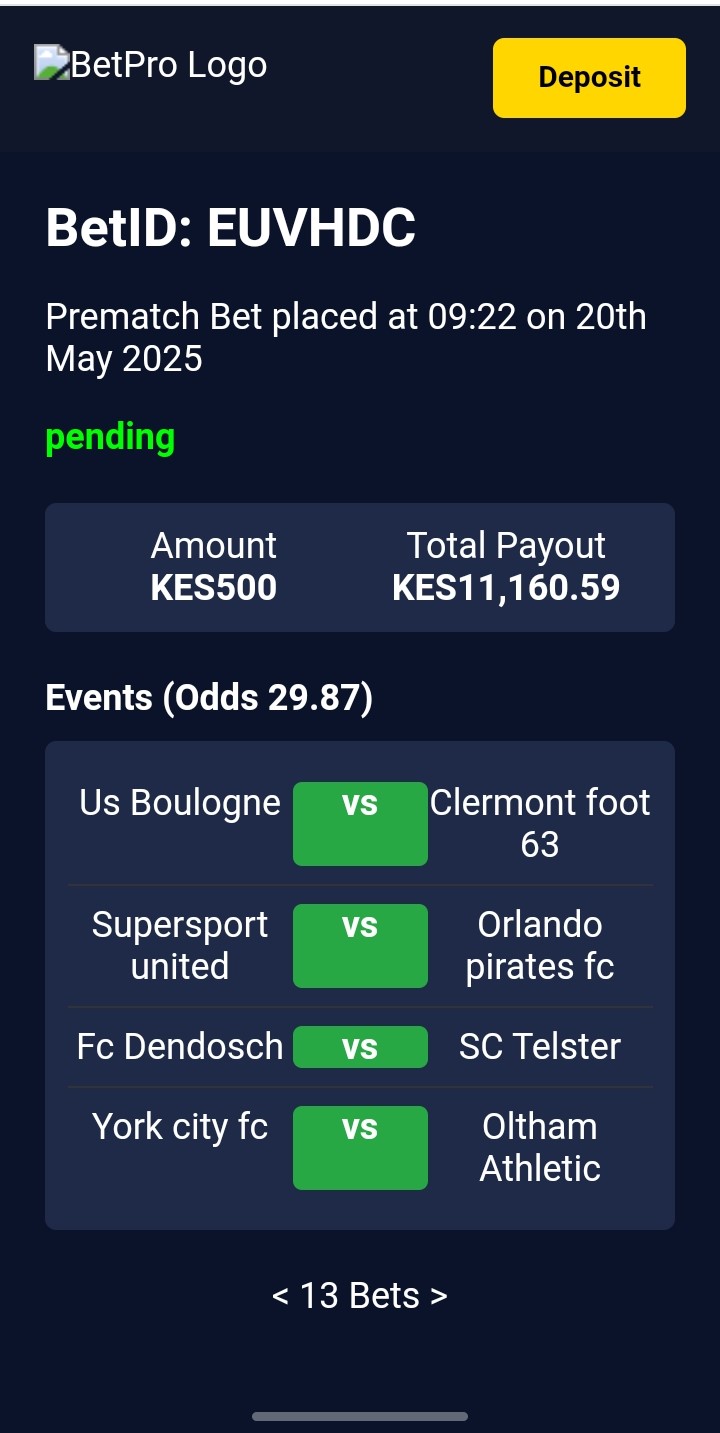 BetPro Logo
Deposit
BetID: EUVHDC
Prematch Bet placed at 09:22 on 20th
May 2025
pending
Amount
KES500
Total Payout
KES11,160.59
Events (Odds 29.87)
Us Boulogne vs Clermont foot
63
Supersport vs Orlando
united pirates fc
Fc Dendosch vs SC Telster
York city fc vs Oltham
Athletic
< 13 Bets >